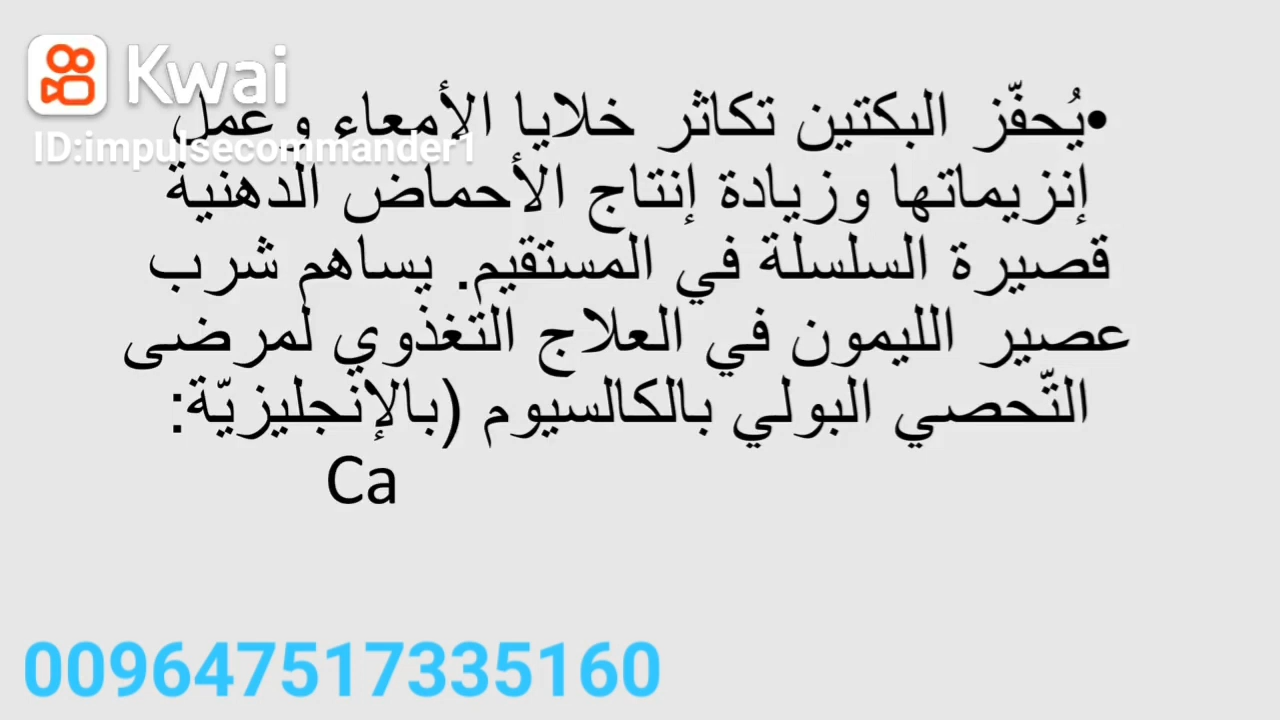 Kwai
ID:impulsecommander1
•يُحفّز البكتين تكاثر خلايا الأمعاء وعمل
إنزيماتها وزيادة إنتاج الأحماض الدهنية
قصيرة السلسلة في المستقيم. يساهم شرب
عصير الليمون في العلاج التغذوي لمرضى
التّحصي البولي بالكالسيوم (بالإنجليزيّة:
Ca
009647517335160